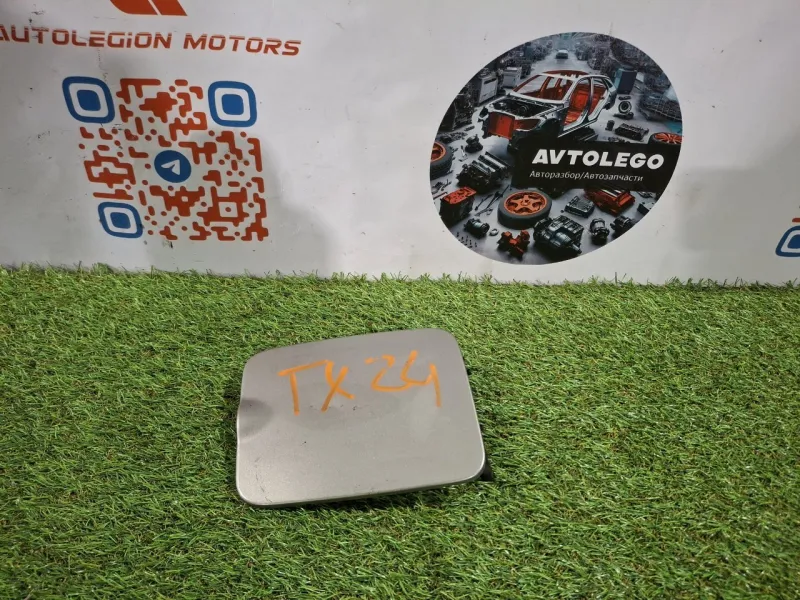 AUTOLEGION MOTORS
AVTOLEGO
Авторазбор/Автозапчасти
TX 24